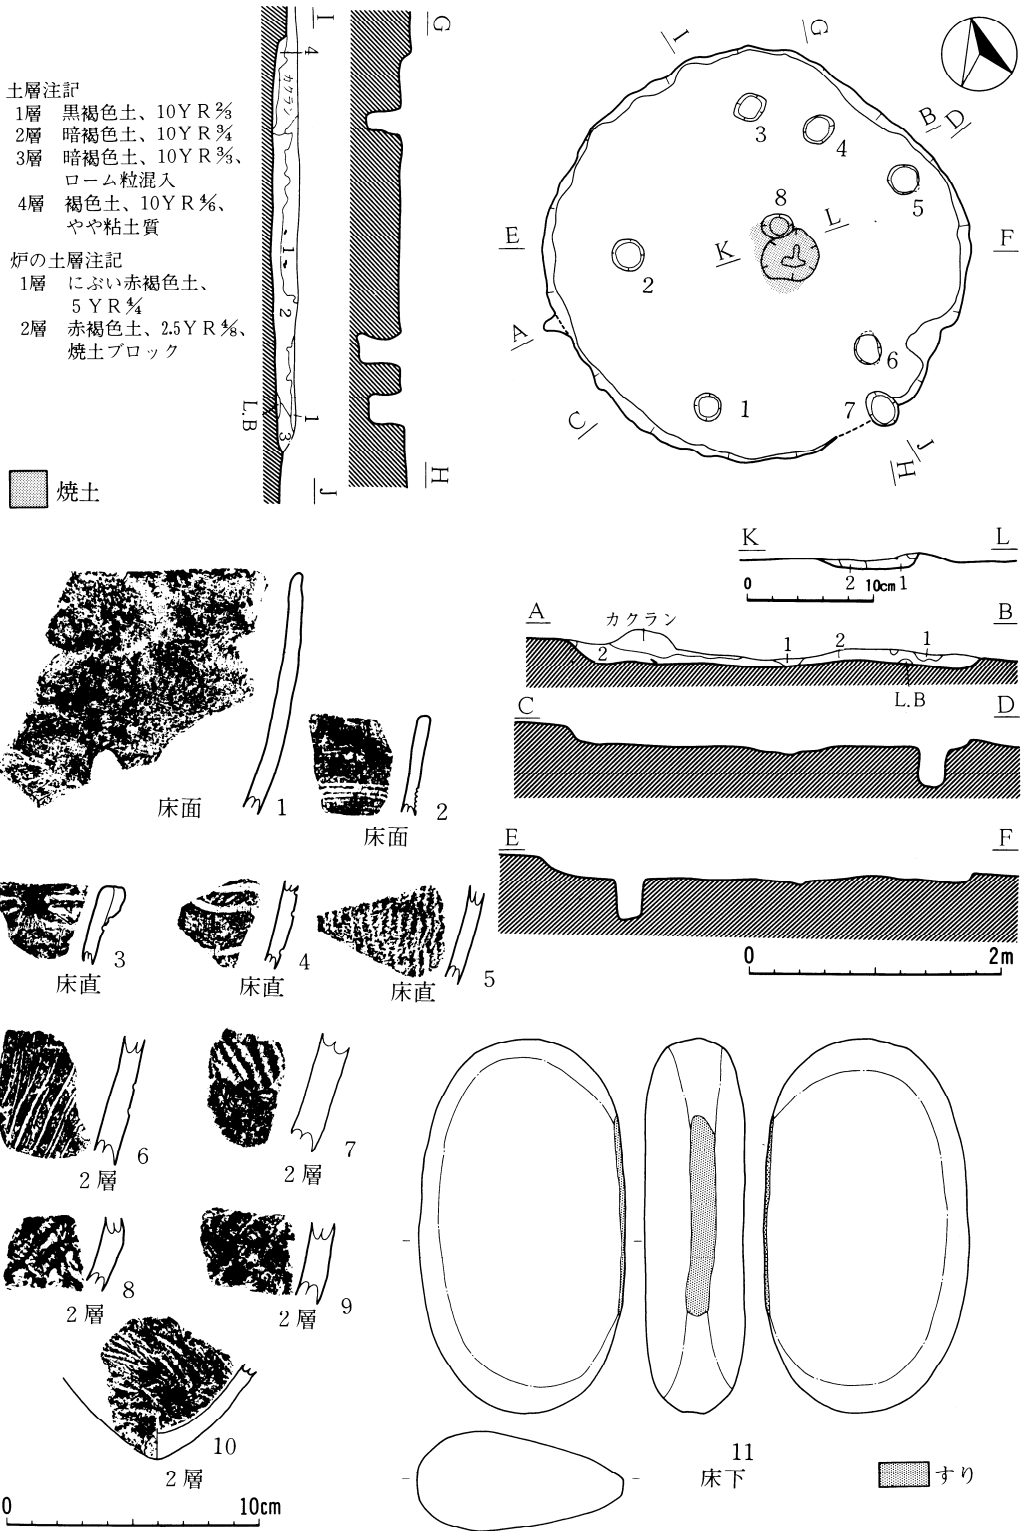 土層注記
1層 黒褐色土、10ＹＲ2/3
2層 暗褐色土、10ＹＲ3/4
3層 暗褐色土、10ＹＲ3/3、
ローム粒混入
4層 褐色土、10ＹＲ4/6、
やや粘土質
炉の土層注記
1層 にぶい赤褐色土、
5ＹＲ4/4
2層 赤褐色土、2.5ＹＲ4/8、
焼土ブロック
焼土
I
4
カクラン
1
2
L.B
1
3
J
G
H
I
G
B
D
3
4
5
8
L
K
E
F
2
A
6
1
7
C
J
H
K
L
2
1
0
10cm
A
カクラン
B
2
1
2
1
L.B
C
D
E
F
0
2m
床面
1
2
床面
3
床直
4
床直
5
床直
6
2層
7
2層
8
2層
9
2層
10
2層
0
10cm
11
床下
すり